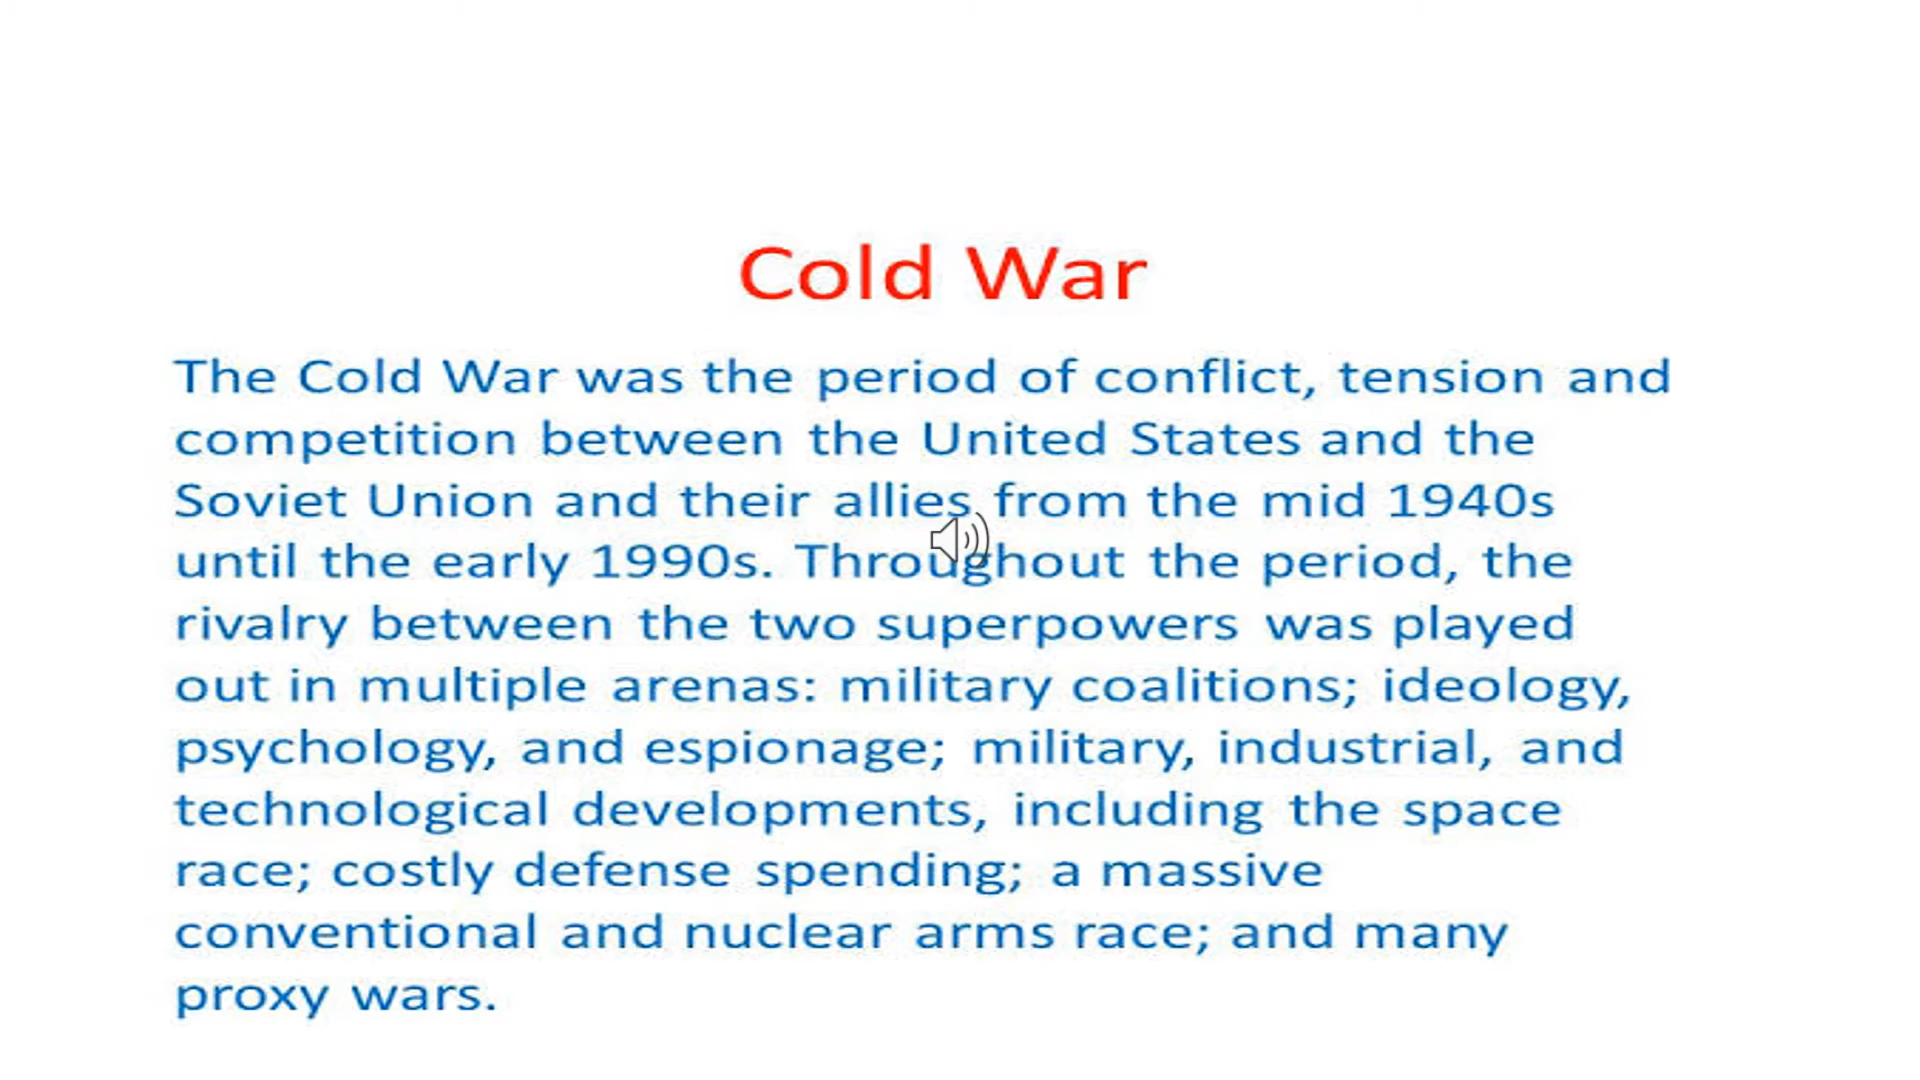 Cold War
The Cold War was the period of conflict, tension and
competition between the United States and the
Soviet Union and their allies from the mid 1940s
until the early 1990s. Throughout the period, the
rivalry between the two superpowers was played
out in multiple arenas: military coalitions; ideology,
psychology, and espionage; military, industrial, and
technological developments, including the space
race; costly defense spending; a massive
conventional and nuclear arms race; and many
proxy wars.